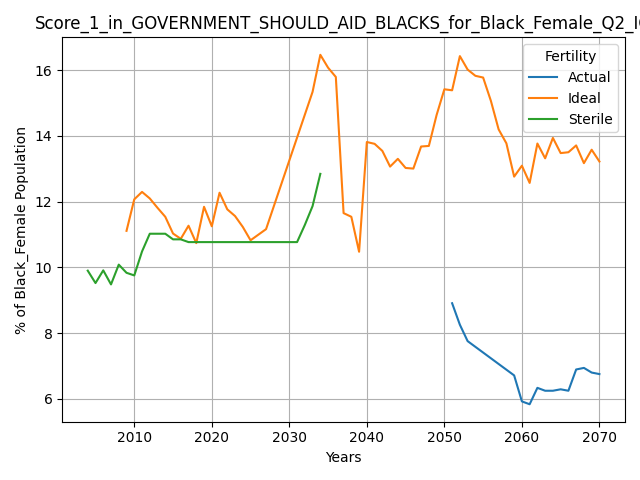 Score_1_in_GOVERNMENT_SHOULD_AID_BLACKS_for_Black_Female_Q2_I
Fertility
Actual
Ideal
Sterile
% of Black_Female Population
16
14
12
10
8
6
2010 2020 2030 2040 2050 2060 2070
Years